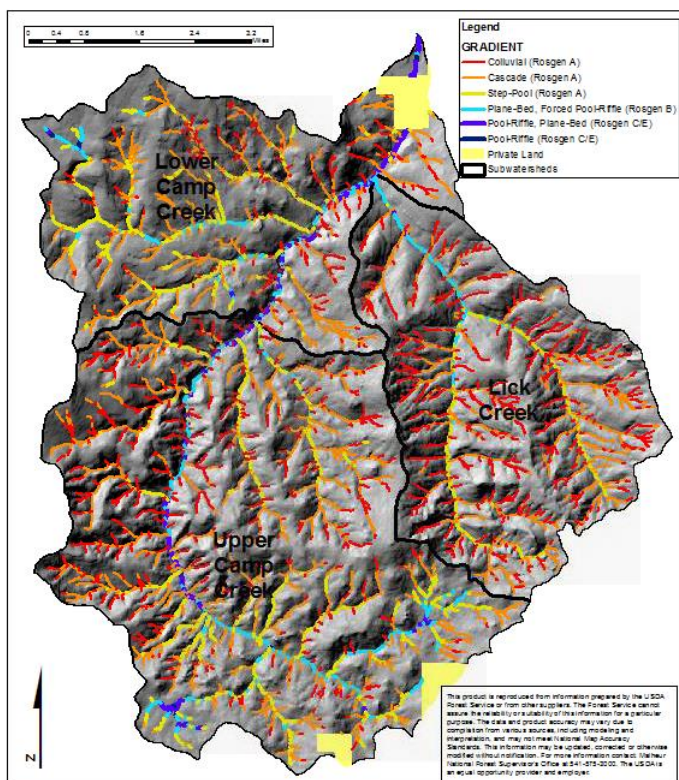 0 0.4 0.8 1.6 2.4 3.2
Miles
Legend
GRADIENT
Colluvial (Rosgen A)
Cascade (Rosgen A)
Step-Pool (Rosgen A)
Plane-Bed, Forced Pool-Riffle (Rosgen B)
Pool-Riffle, Plane-Bed (Rosgen C/E)
Pool-Riffle (Rosgen C/E)
Private Land
Subwatersheds
Lower
Camp
Creek
Lick
Creek
Upper
Camp
Creek
N
This product is reproduced from information prepared by the USDA
Forest Service or from other suppliers. The Forest Service cannot
assure the reliability or suitability of this information for a particular
purpose. The data and product accuracy may vary due to
compilation from various sources, including modeling and
interpretation, and may not meet National Map Accuracy
Standards. This information may be updated, corrected or otherwise
modified without notification. For more information contact: Malheur
National Forest Supervisor's Office at 541-575-3000. The USDA is
an equal opportunity provider and employer.